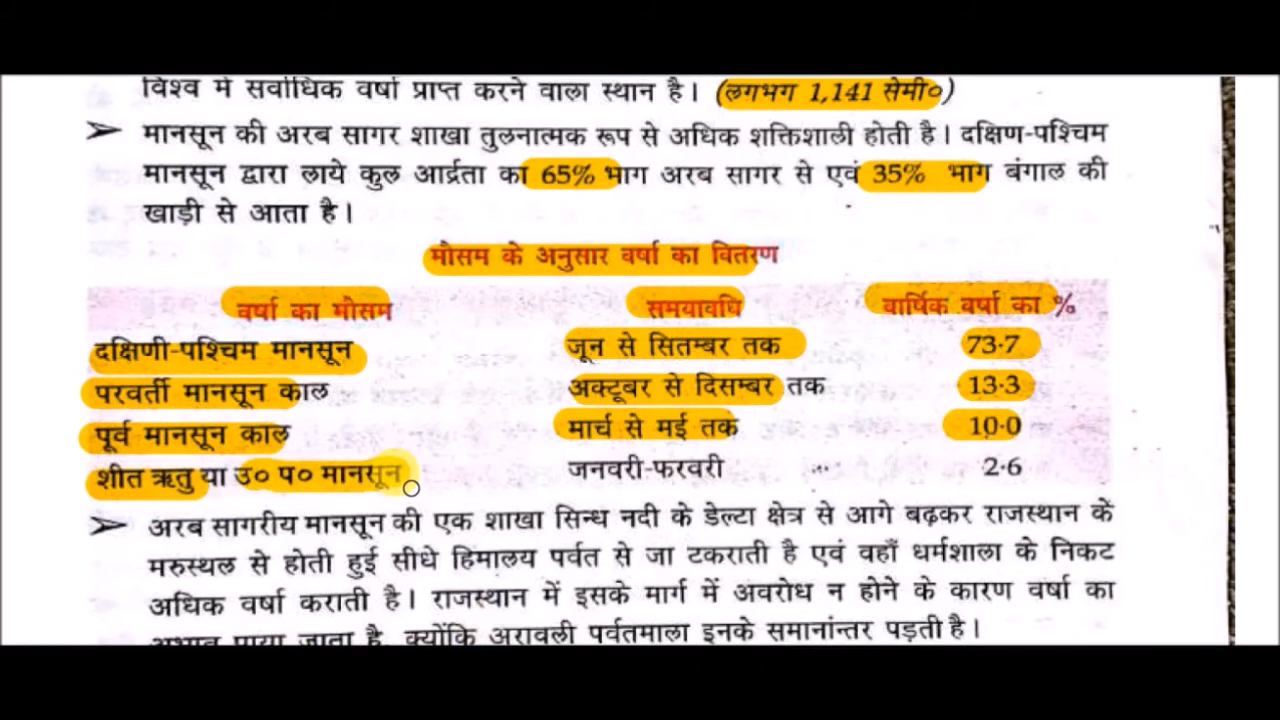 विश्व में सर्वाधिक वर्षा प्राप्त करने वाला स्थान है। (लगभग 1,141 सेमी०)
➢ मानसून की अरब सागर शाखा तुलनात्मक रूप से अधिक शक्तिशाली होती है। दक्षिण-पश्चिम
मानसून द्वारा लाये कुल आर्द्रता का 65% भाग अरब सागर से एवं 35% भाग बंगाल की
खाड़ी से आता है।
मौसम के अनुसार वर्षा का वितरण
वर्षा का मौसम समयावधि वार्षिक वर्षा का %
दक्षिणी-पश्चिम मानसून जून से सितम्बर तक 73·7
परवर्ती मानसून काल अक्टूबर से दिसम्बर तक 13·3
पूर्व मानसून काल मार्च से मई तक 10·0
शीत ऋतु या उ० प० मानसून जनवरी-फरवरी 2·6
➢ अरब सागरीय मानसून की एक शाखा सिन्ध नदी के डेल्टा क्षेत्र से आगे बढ़कर राजस्थान के
मरुस्थल से होती हुई सीधे हिमालय पर्वत से जा टकराती है एवं वहाँ धर्मशाला के निकट
अधिक वर्षा कराती है। राजस्थान में इसके मार्ग में अवरोध न होने के कारण वर्षा का
अभाव पाया जाता है, क्योंकि अरावली पर्वतमाला इनके समानांतर पड़ती है।